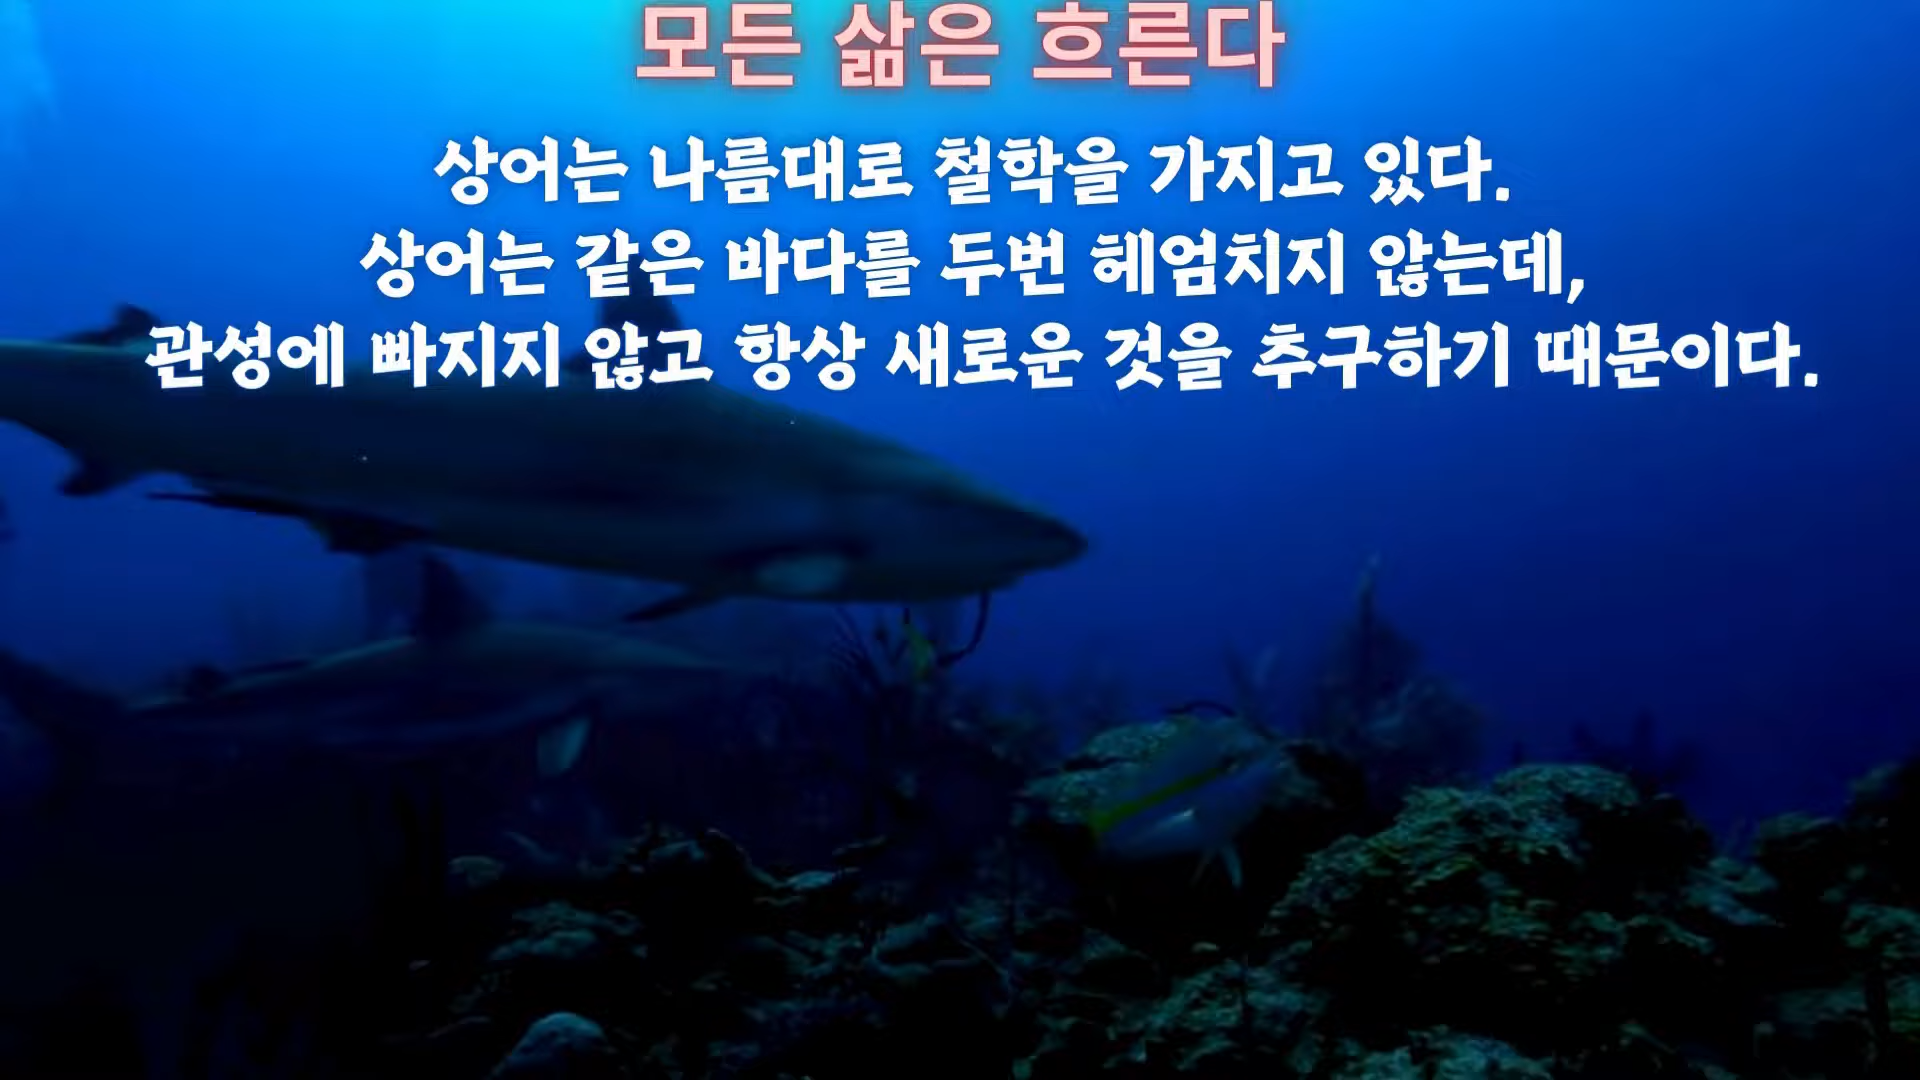 모든 삶은 흐른다
상어는 나름대로 철학을 가지고 있다.
상어는 같은 바다를 두번 헤엄치지 않는데,
관성에 빠지지 않고 항상 새로운 것을 추구하기 때문이다.